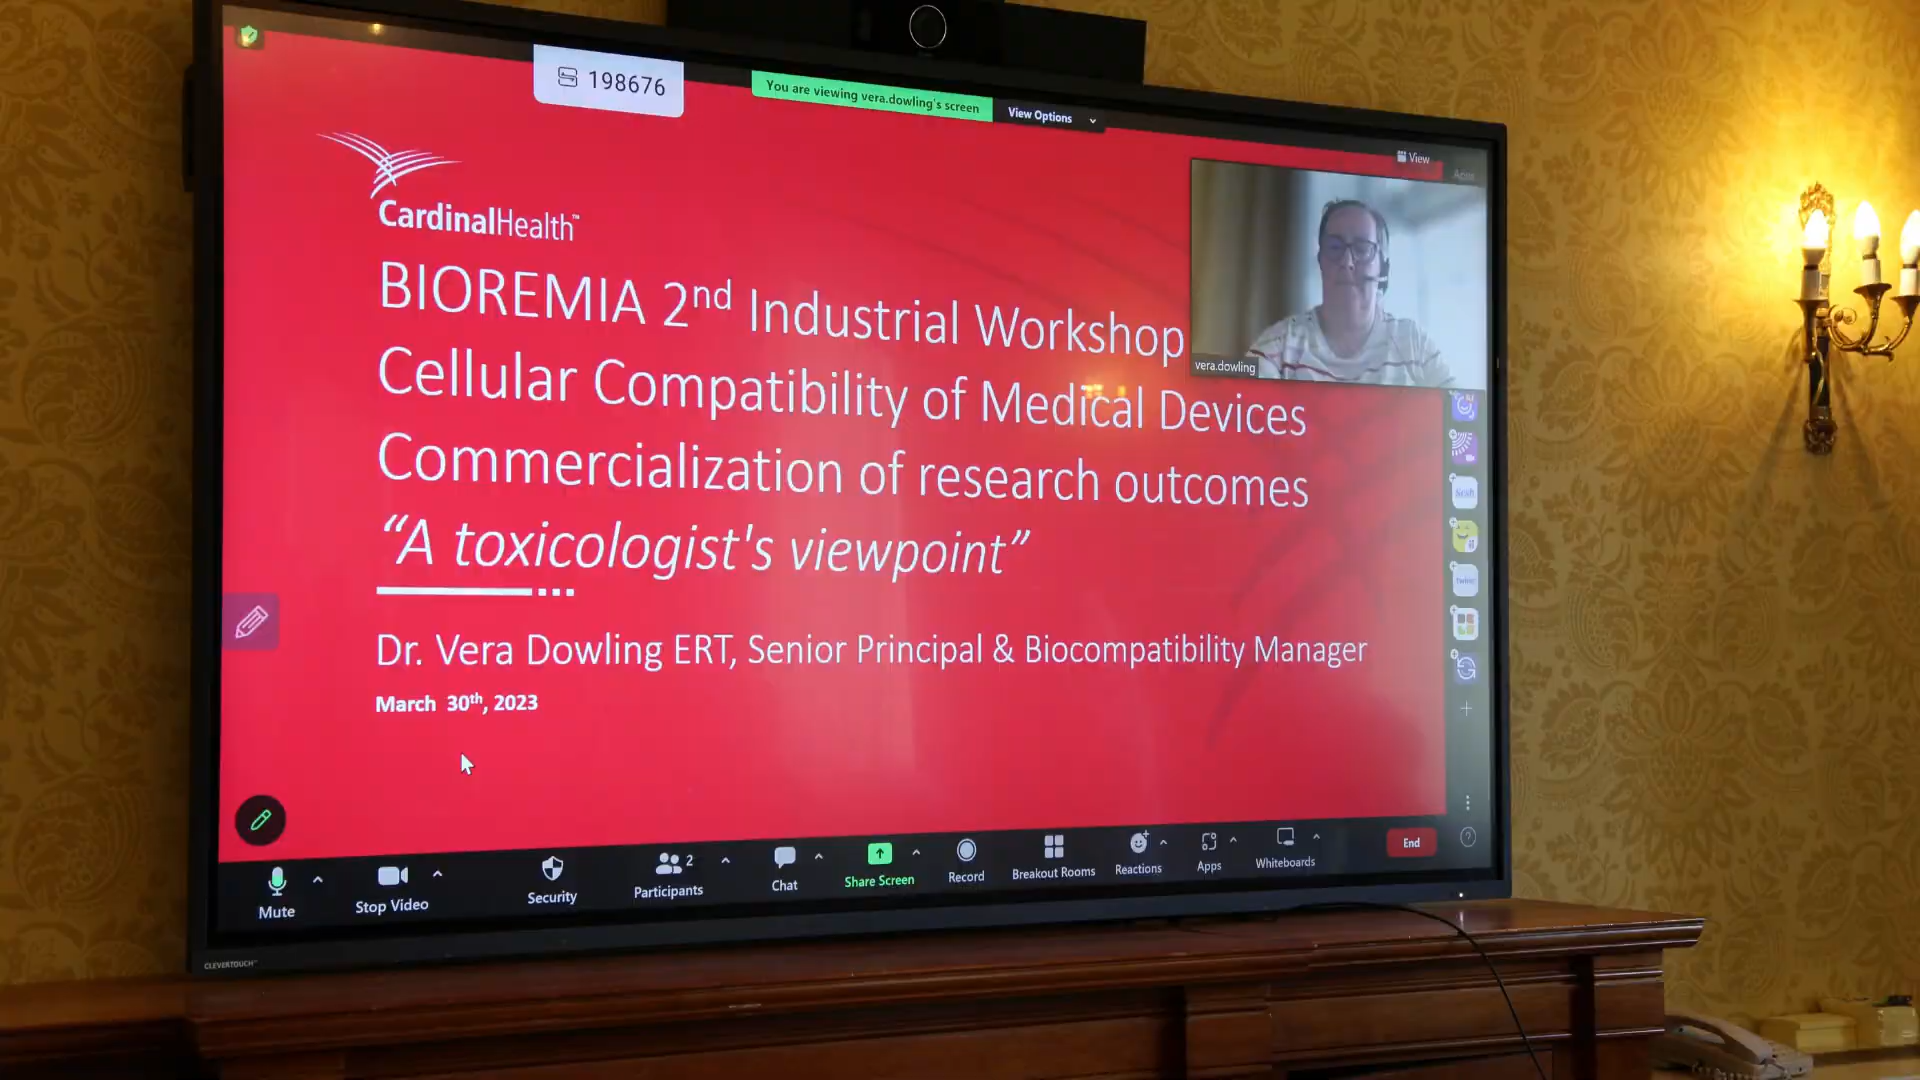 198676
You are viewing vera.dowling's screen
View Options
View
Apps
CardinalHealth™
BIOREMIA 2nd Industrial Workshop
Cellular Compatibility of Medical Devices
Commercialization of research outcomes
“A toxicologist's viewpoint”
vera.dowling
Dr. Vera Dowling ERT, Senior Principal & Biocompatibility Manager
March 30th, 2023
Mute
Stop Video
Security
Participants
2
Chat
Share Screen
Record
Breakout Rooms
Reactions
Apps
Whiteboards
End
CLEVERTOUCH™